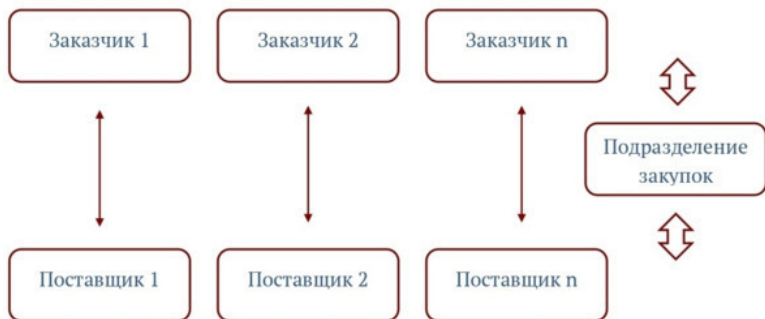 Заказчик 1
Заказчик 2
Заказчик n
Подразделение
закупок
Поставщик 1
Поставщик 2
Поставщик n